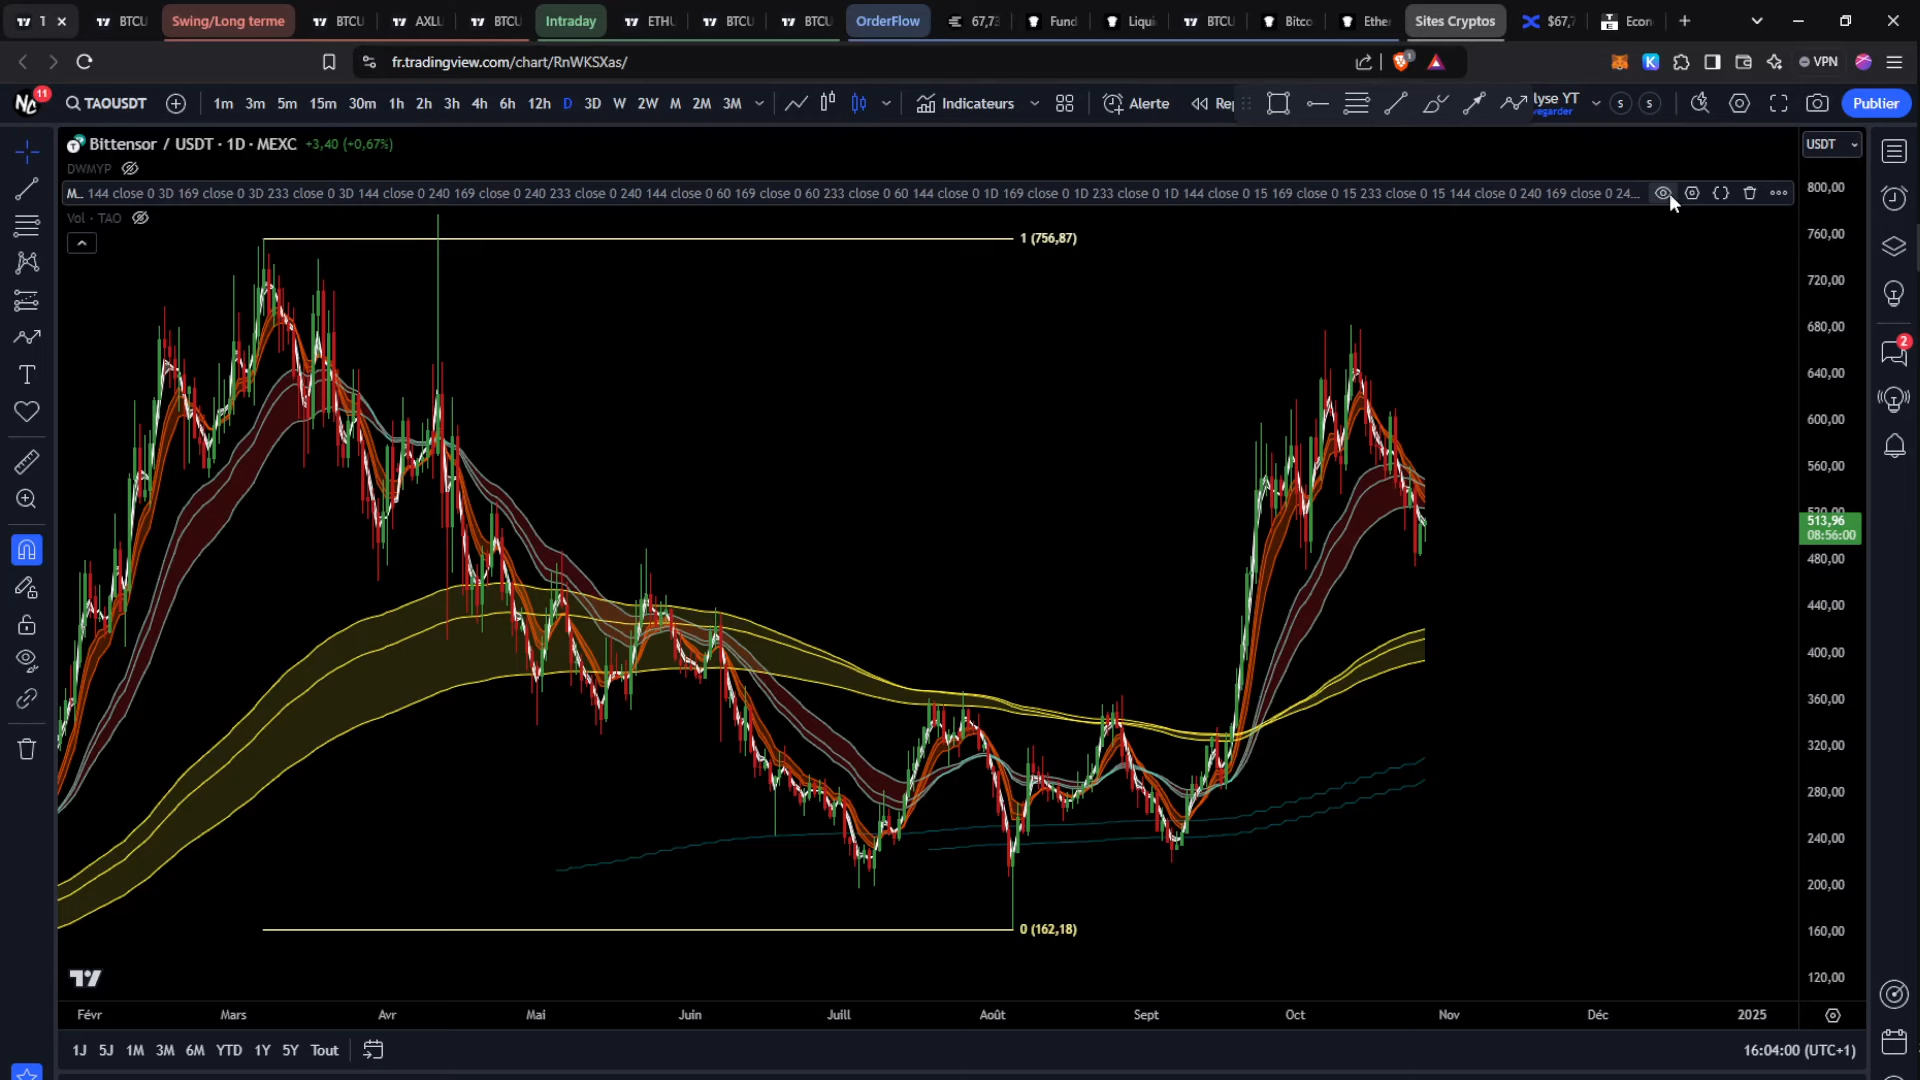 1 BTCU Swing/Long terme BTCU AXLU BTCU Intraday ETHU BTCU BTCU OrderFlow 67,73 Fund Liqui BTCU Bitco Ether Sites Cryptos $67,7 Econ
fr.tradingview.com/chart/RnWKSXas/ 1 VPN
11 TAOUSDT 1m 3m 5m 15m 30m 1h 2h 3h 4h 6h 12h D 3D W 2W M 2M 3M Indicateurs Alerte Re lyse YT S S Publier
Bittensor / USDT · 1D · MEXC +3,40 (+0,67%) USDT
DWMYP
M... 144 close 0 3D 169 close 0 3D 233 close 0 3D 144 close 0 240 169 close 0 240 233 close 0 240 144 close 0 60 169 close 0 60 233 close 0 60 144 close 0 1D 169 close 0 1D 233 close 0 1D 144 close 0 15 169 close 0 15 233 close 0 15 144 close 0 240 169 close 0 24...
Vol · TAO
1 (756,87)
0 (162,18)
800,00
760,00
720,00
680,00
640,00
600,00
560,00
520,00
513,96
08:56:00
480,00
440,00
400,00
360,00
320,00
280,00
240,00
200,00
160,00
120,00
2
Févr Mars Avr Mai Juin Juill Août Sept Oct Nov Déc 2025
1J 5J 1M 3M 6M YTD 1Y 5Y Tout 16:04:00 (UTC+1)